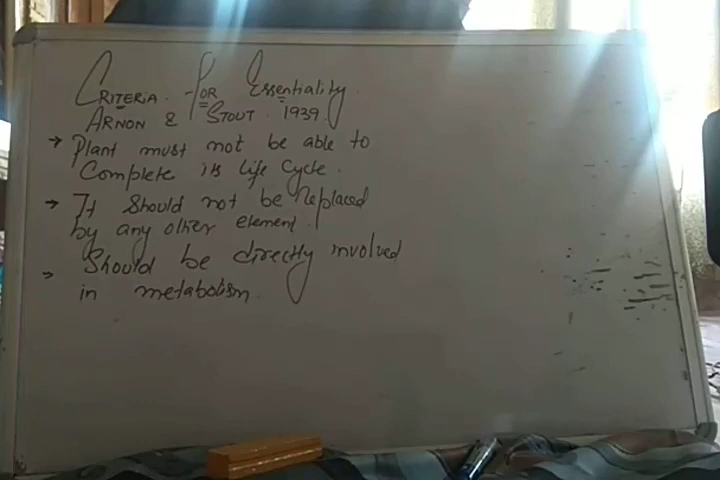 Criteria for Essentiality
Arnon & Stout. 1939.
→ Plant must not be able to
Complete its life cycle.
→ It should not be replaced
by any other element.
→ Should be directly involved
in metabolism.